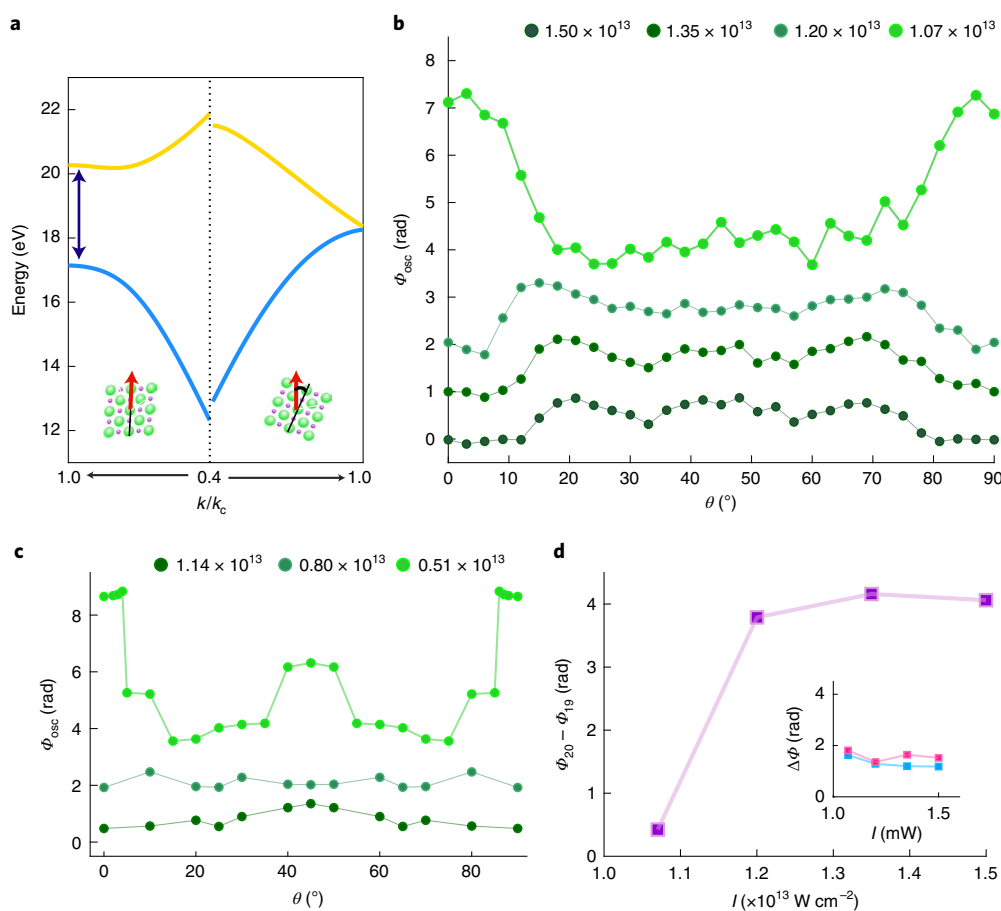 a
22
20
18
16
14
12
Energy (eV)
1.0
0.4
1.0
k/kc
b
1.50 × 10¹³ 1.35 × 10¹³ 1.20 × 10¹³ 1.07 × 10¹³
8
7
6
5
4
3
2
1
0
Φosc (rad)
0 10 20 30 40 50 60 70 80 90
θ (°)
c
1.14 × 10¹³ 0.80 × 10¹³ 0.51 × 10¹³
8
6
4
2
0
Φosc (rad)
0 20 40 60 80
θ (°)
d
4
2
0
Φ₂₀ – Φ₁₉ (rad)
1.0 1.1 1.2 1.3 1.4 1.5
I (×10¹³ W cm⁻²)
4
2
0
ΔΦ (rad)
1.0 1.5
I (mW)